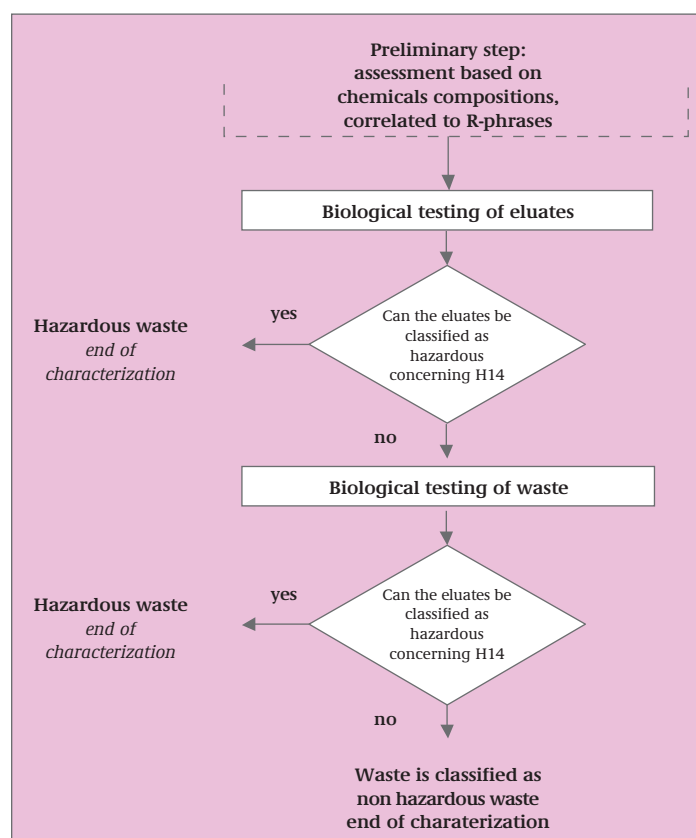 Preliminary step:
assessment based on
chemicals compositions,
correlated to R-phrases
Biological testing of eluates
Can the eluates be
classified as
hazardous
concerning H14
yes
Hazardous waste
end of
characterization
no
Biological testing of waste
Can the eluates be
classified as
hazardous
concerning H14
yes
Hazardous waste
end of
characterization
no
Waste is classified as
non hazardous waste
end of charaterization